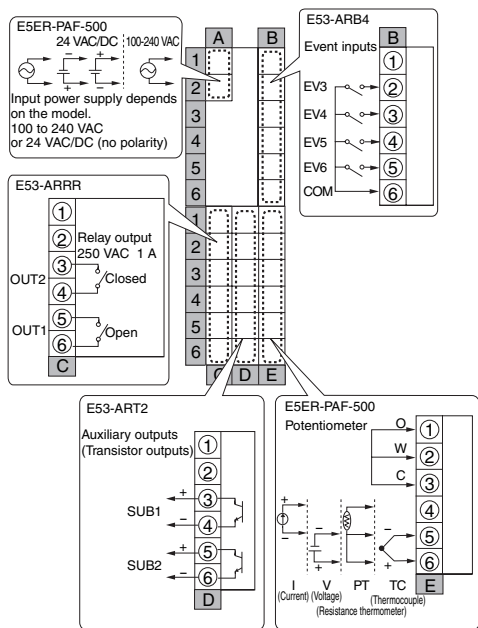 E5ER-PAF-500
24 VAC/DC 100-240 VAC
− + + −
Input power supply depends
on the model.
100 to 240 VAC
or 24 VAC/DC (no polarity)
A B
1
2
3
4
5
6
1
2
3
4
5
6
C D E
E53-ARB4
Event inputs
B
1
EV3 2
EV4 3
EV5 4
EV6 5
COM 6
E53-ARRR
1
2
Relay output
250 VAC 1 A
3
OUT2 Closed
4
5
OUT1 Open
6
C
E53-ART2
Auxiliary outputs
(Transistor outputs)
1
2
+ 3
SUB1
− 4
+ 5
SUB2
− 6
D
E5ER-PAF-500
Potentiometer
O 1
W 2
C 3
4
5
6
E
+ − −
− + +
I V PT TC
(Current) (Voltage) (Thermocouple)
(Resistance thermometer)